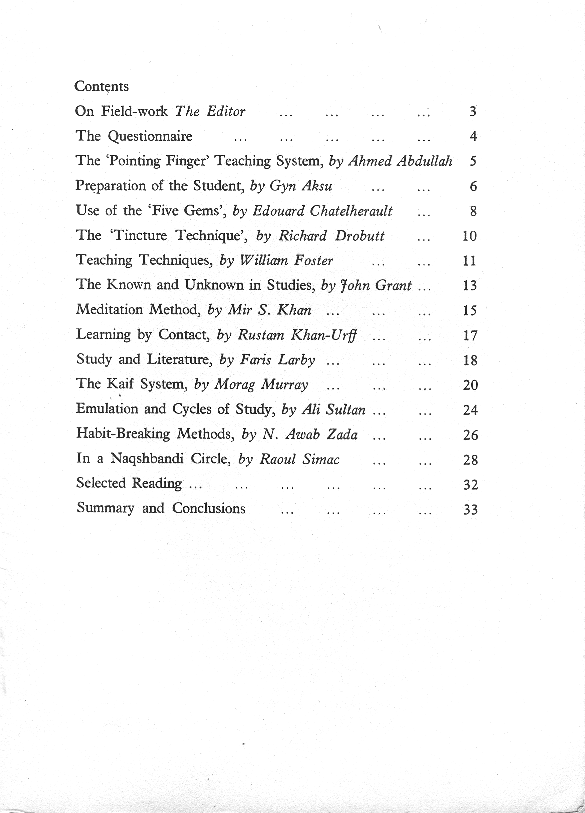 Contents
On Field-work The Editor ... ... ... ... 3
The Questionnaire ... ... ... ... ... 4
The ‘Pointing Finger’ Teaching System, by Ahmed Abdullah 5
Preparation of the Student, by Gyn Aksu ... ... 6
Use of the ‘Five Gems’, by Edouard Chatelherault ... 8
The ‘Tincture Technique’, by Richard Drobutt ... 10
Teaching Techniques, by William Foster ... ... 11
The Known and Unknown in Studies, by John Grant ... 13
Meditation Method, by Mir S. Khan ... ... ... 15
Learning by Contact, by Rustam Khan-Urff ... ... 17
Study and Literature, by Faris Larby ... ... ... 18
The Kaif System, by Morag Murray ... ... ... 20
Emulation and Cycles of Study, by Ali Sultan ... ... 24
Habit-Breaking Methods, by N. Awab Zada ... ... 26
In a Naqshbandi Circle, by Raoul Simac ... ... 28
Selected Reading ... ... ... ... ... ... 32
Summary and Conclusions ... ... ... ... 33